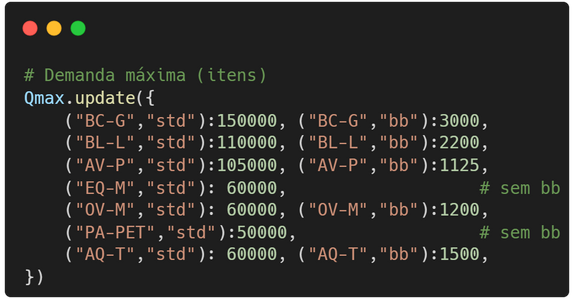 # Demanda máxima (itens)
Qmax.update({
    ("BC-G","std"):150000, ("BC-G","bb"):3000,
    ("BL-L","std"):110000, ("BL-L","bb"):2200,
    ("AV-P","std"):105000, ("AV-P","bb"):1125,
    ("EQ-M","std"): 60000,                  # sem bb
    ("OV-M","std"): 60000, ("OV-M","bb"):1200,
    ("PA-PET","std"):50000,                 # sem bb
    ("AQ-T","std"): 60000, ("AQ-T","bb"):1500,
})